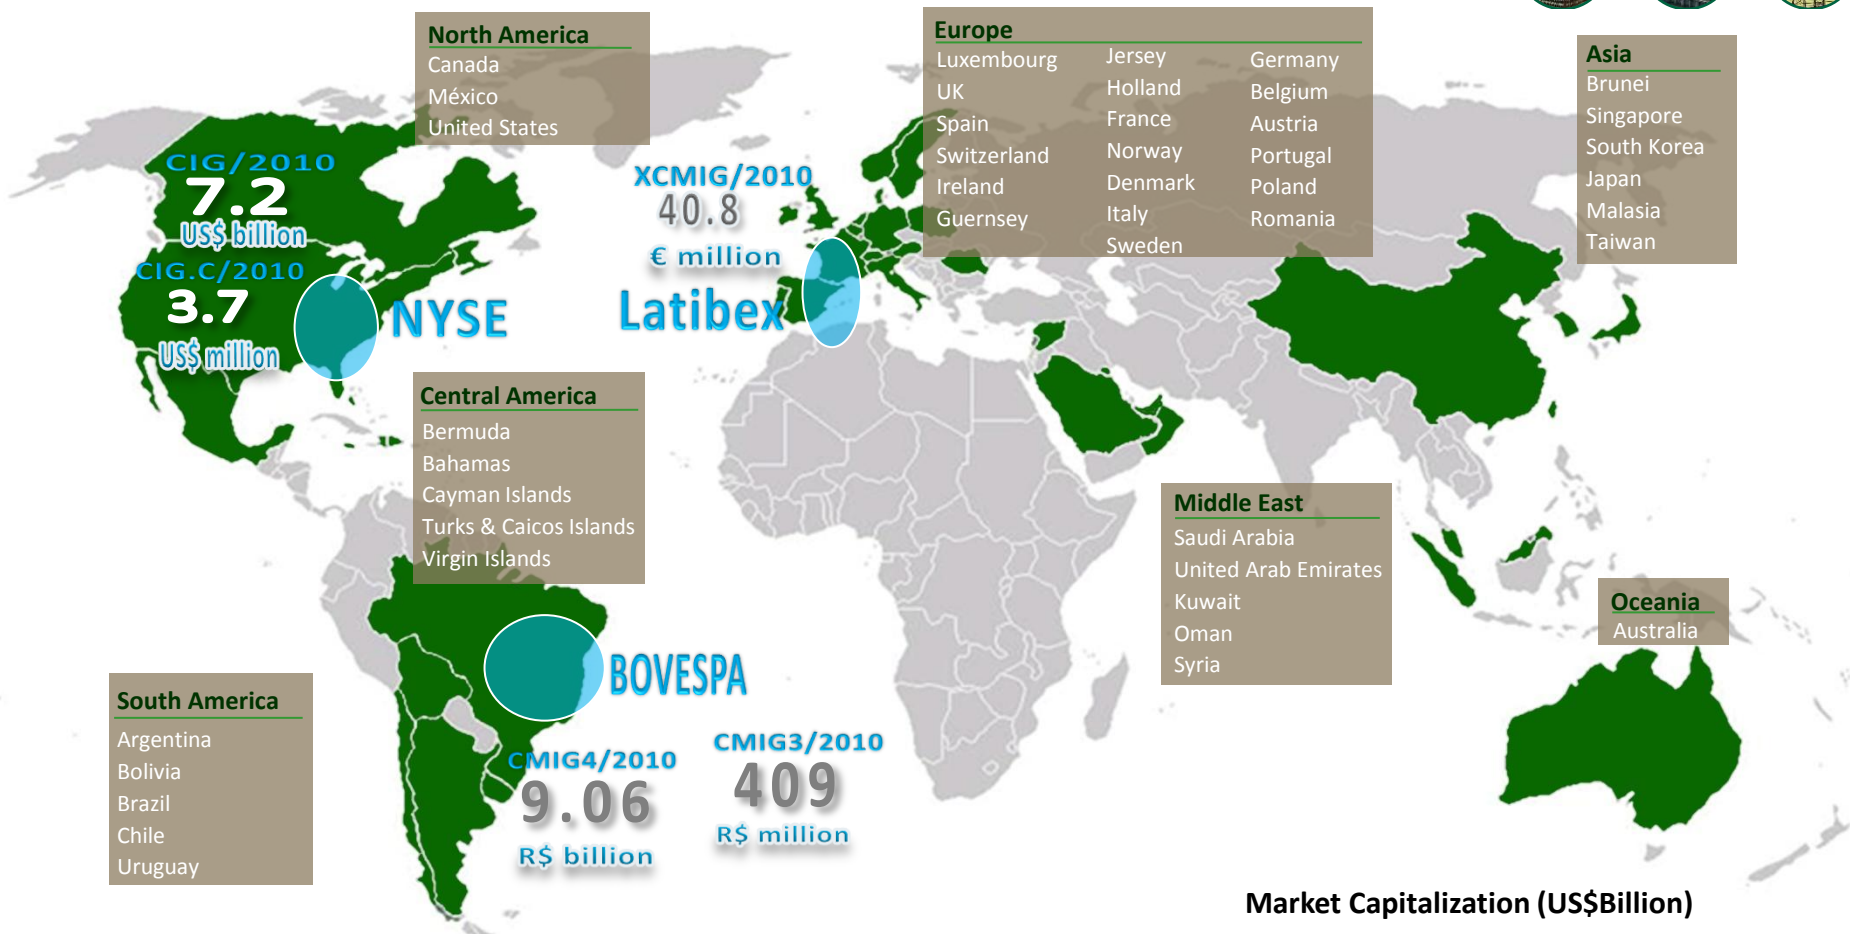 North America
Canada
México
United States
Europe
Luxembourg
UK
Spain
Switzerland
Ireland
Guernsey
Jersey
Holland
France
Norway
Denmark
Italy
Sweden
Germany
Belgium
Austria
Portugal
Poland
Romania
Asia
Brunei
Singapore
South Korea
Japan
Malasia
Taiwan
CIG/2010
7.2
US$ billion
CIG.C/2010
3.7
US$ million
NYSE
XCMIG/2010
40.8
€ million
Latibex
Central America
Bermuda
Bahamas
Cayman Islands
Turks & Caicos Islands
Virgin Islands
Middle East
Saudi Arabia
United Arab Emirates
Kuwait
Oman
Syria
Oceania
Australia
BOVESPA
South America
Argentina
Bolivia
Brazil
Chile
Uruguay
CMIG4/2010
9.06
R$ billion
CMIG3/2010
409
R$ million
Market Capitalization (US$Billion)